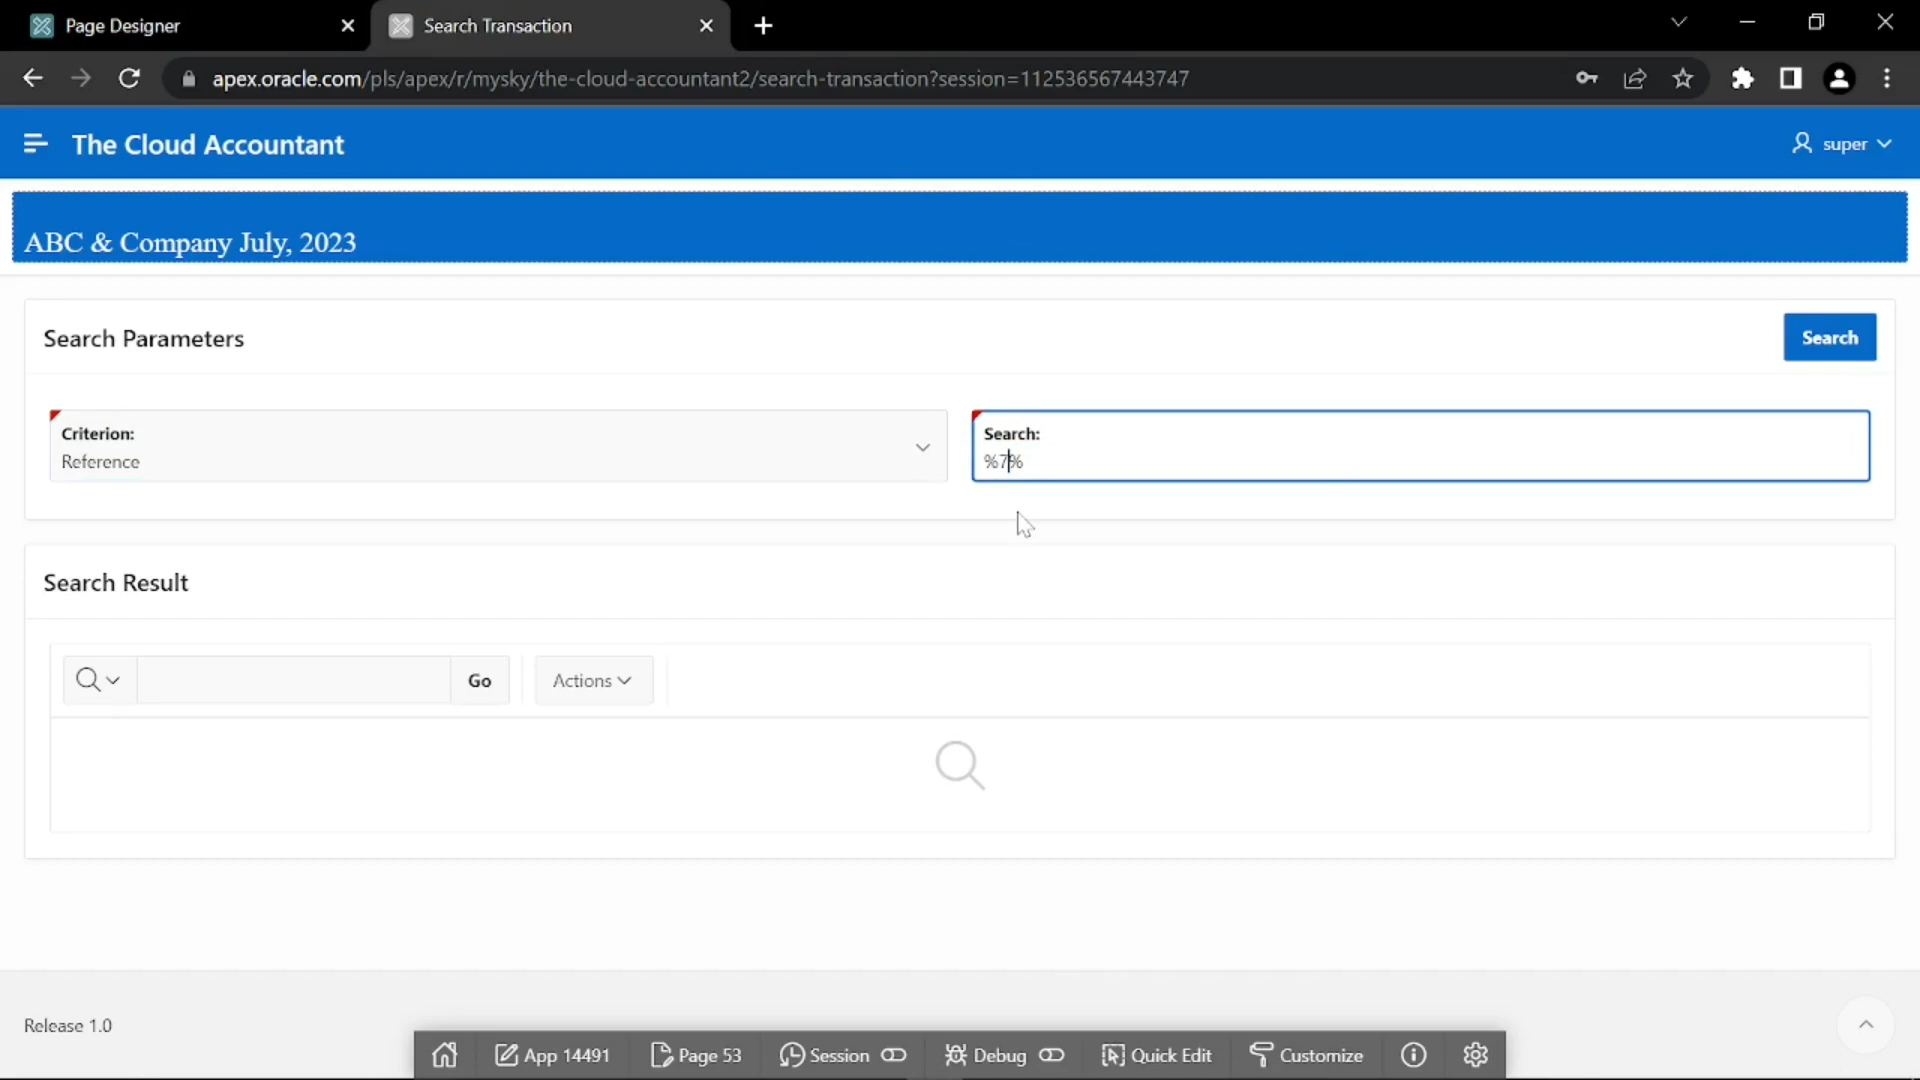 Page Designer
Search Transaction
apex.oracle.com/pls/apex/r/mysky/the-cloud-accountant2/search-transaction?session=112536567443747
The Cloud Accountant
super
ABC & Company July, 2023
Search Parameters
Search
Criterion:
Reference
Search:
%7%
Search Result
Go
Actions
Release 1.0
App 14491
Page 53
Session
Debug
Quick Edit
Customize